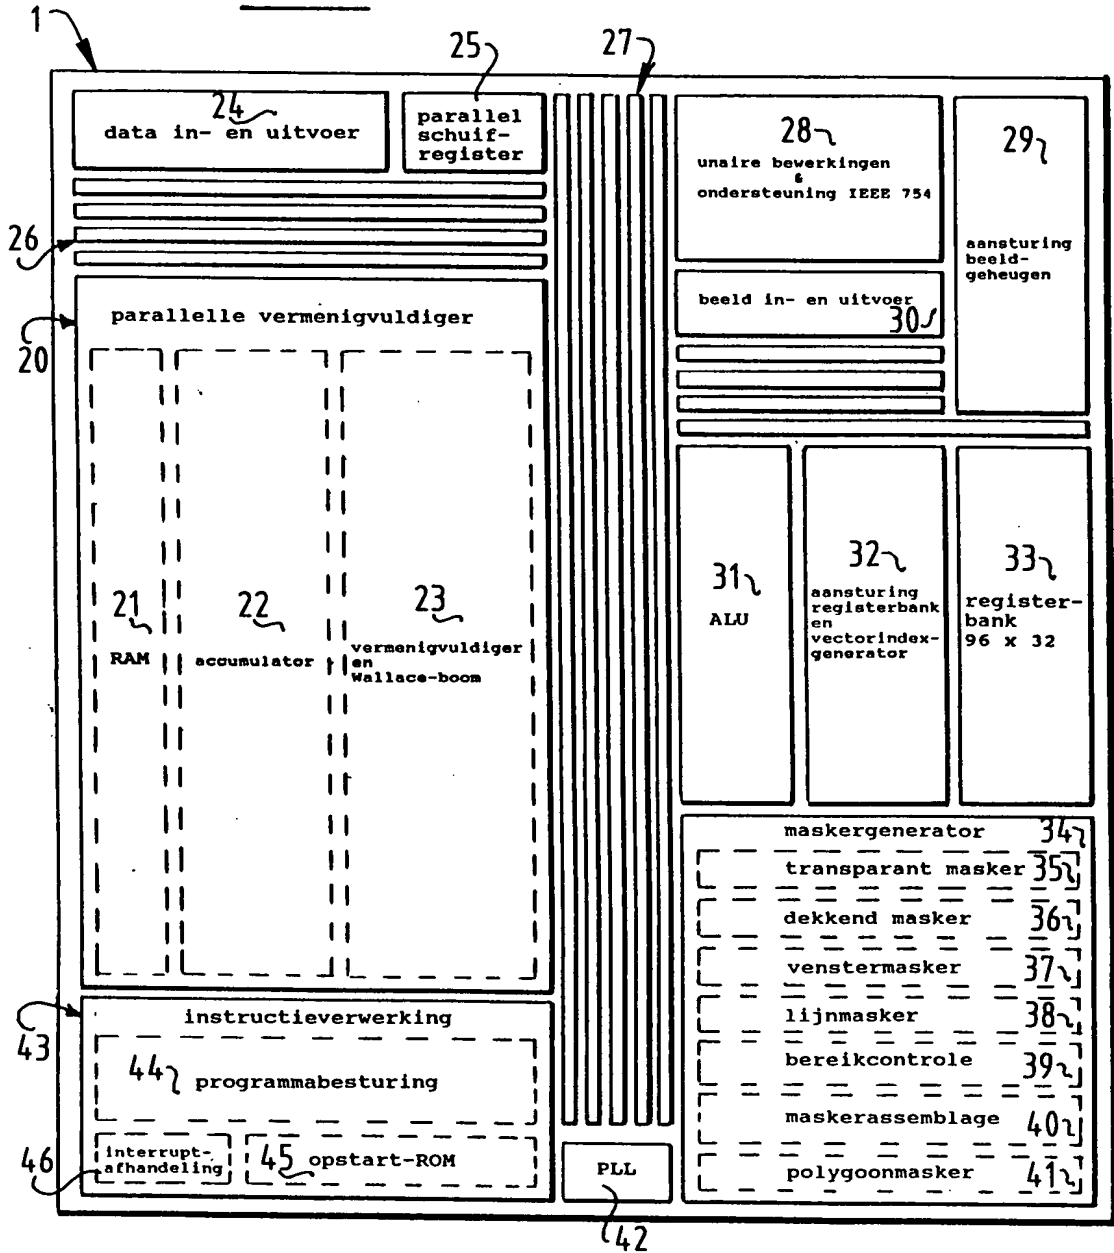 1
25
27
24
data in- en uitvoer
parallel
schuif-
register
28
unaire bewerkingen
&
ondersteuning IEEE 754
29
aansturing
beeld-
geheugen
26
beeld in- en uitvoer
30
20
parallelle vermenigvuldiger
21
RAM
22
accumulator
23
vermenigvuldiger
en
Wallace-boom
31
ALU
32
aansturing
registerbank
en
vectorindex-
generator
33
register-
bank
96 x 32
maskergenerator 34
transparant masker 35
dekkend masker 36
venstermasker 37
lijnmasker 38
bereikcontrole 39
maskerassemblage 40
polygoonmasker 41
43
instructieverwerking
44
programmabesturing
46
interrupt-
afhandeling
45 opstart-ROM
PLL
42